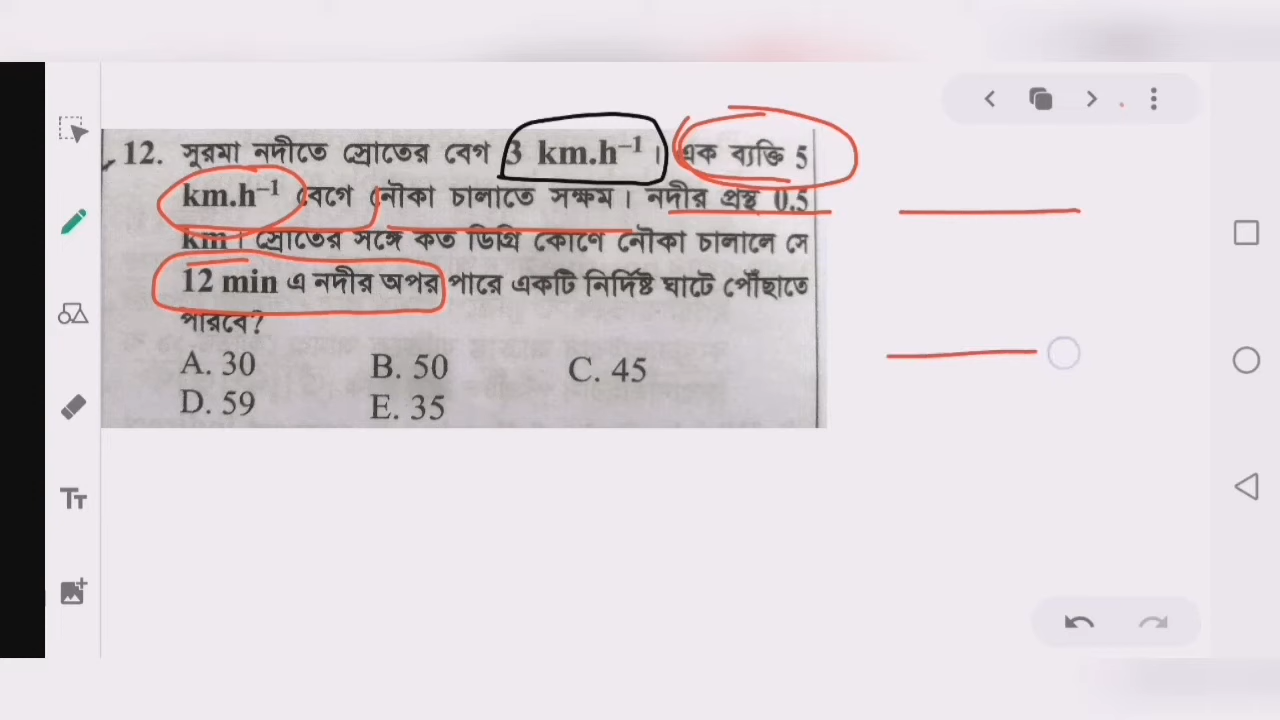 12. সুরমা নদীতে স্রোতের বেগ 3 km.h⁻¹। এক ব্যক্তি 5
km.h⁻¹ বেগে নৌকা চালাতে সক্ষম। নদীর প্রস্থ 0.5
km। স্রোতের সঙ্গে কত ডিগ্রি কোণে নৌকা চালালে সে
12 min এ নদীর অপর পারে একটি নির্দিষ্ট ঘাটে পৌঁছাতে
পারবে?
A. 30 B. 50 C. 45
D. 59 E. 35
TT